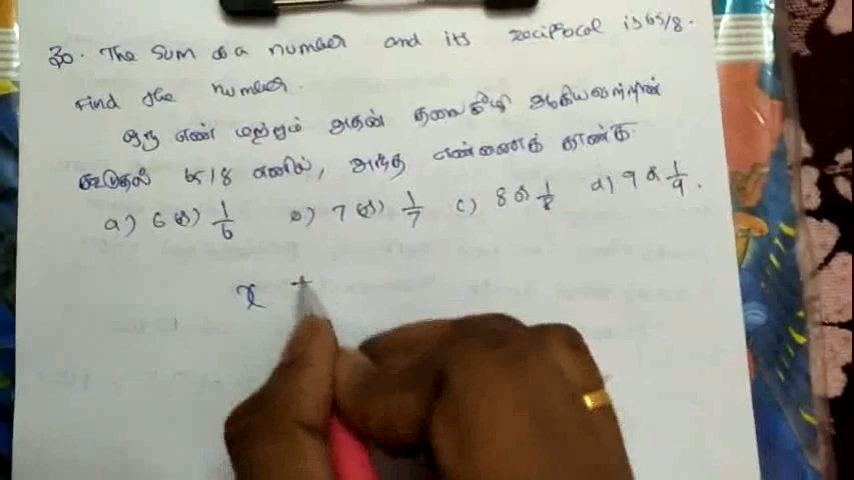 30. The sum of a number and its reciprocal is 65/8.
Find the number.
ஒரு எண் மற்றும் அதன் தலைகீழி ஆகியவற்றின்
கூடுதல் 65/8 எனில், அந்த எண்ணைக் காண்க.
a) 6 (or) 1/6 b) 7 (or) 1/7 c) 8 or 1/8 d) 9 or 1/9.
x +